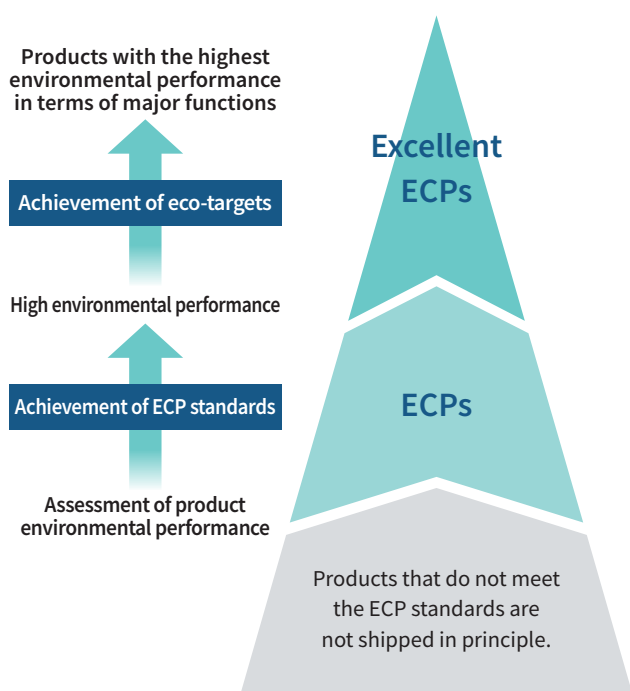 Products with the highest
environmental performance
in terms of major functions
Achievement of eco-targets
High environmental performance
Achievement of ECP standards
Assessment of product
environmental performance
Excellent
ECPs
ECPs
Products that do not meet
the ECP standards are
not shipped in principle.